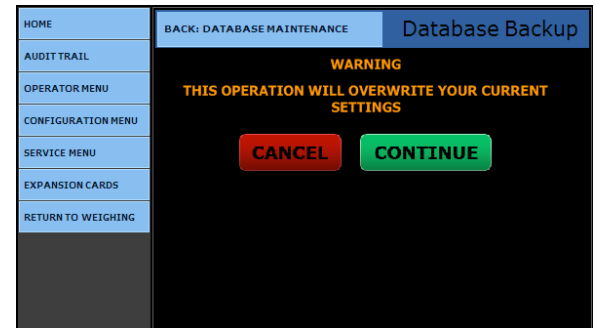 HOME
AUDIT TRAIL
OPERATOR MENU
CONFIGURATION MENU
SERVICE MENU
EXPANSION CARDS
RETURN TO WEIGHING
BACK: DATABASE MAINTENANCE
Database Backup
WARNING
THIS OPERATION WILL OVERWRITE YOUR CURRENT
SETTINGS
CANCEL
CONTINUE